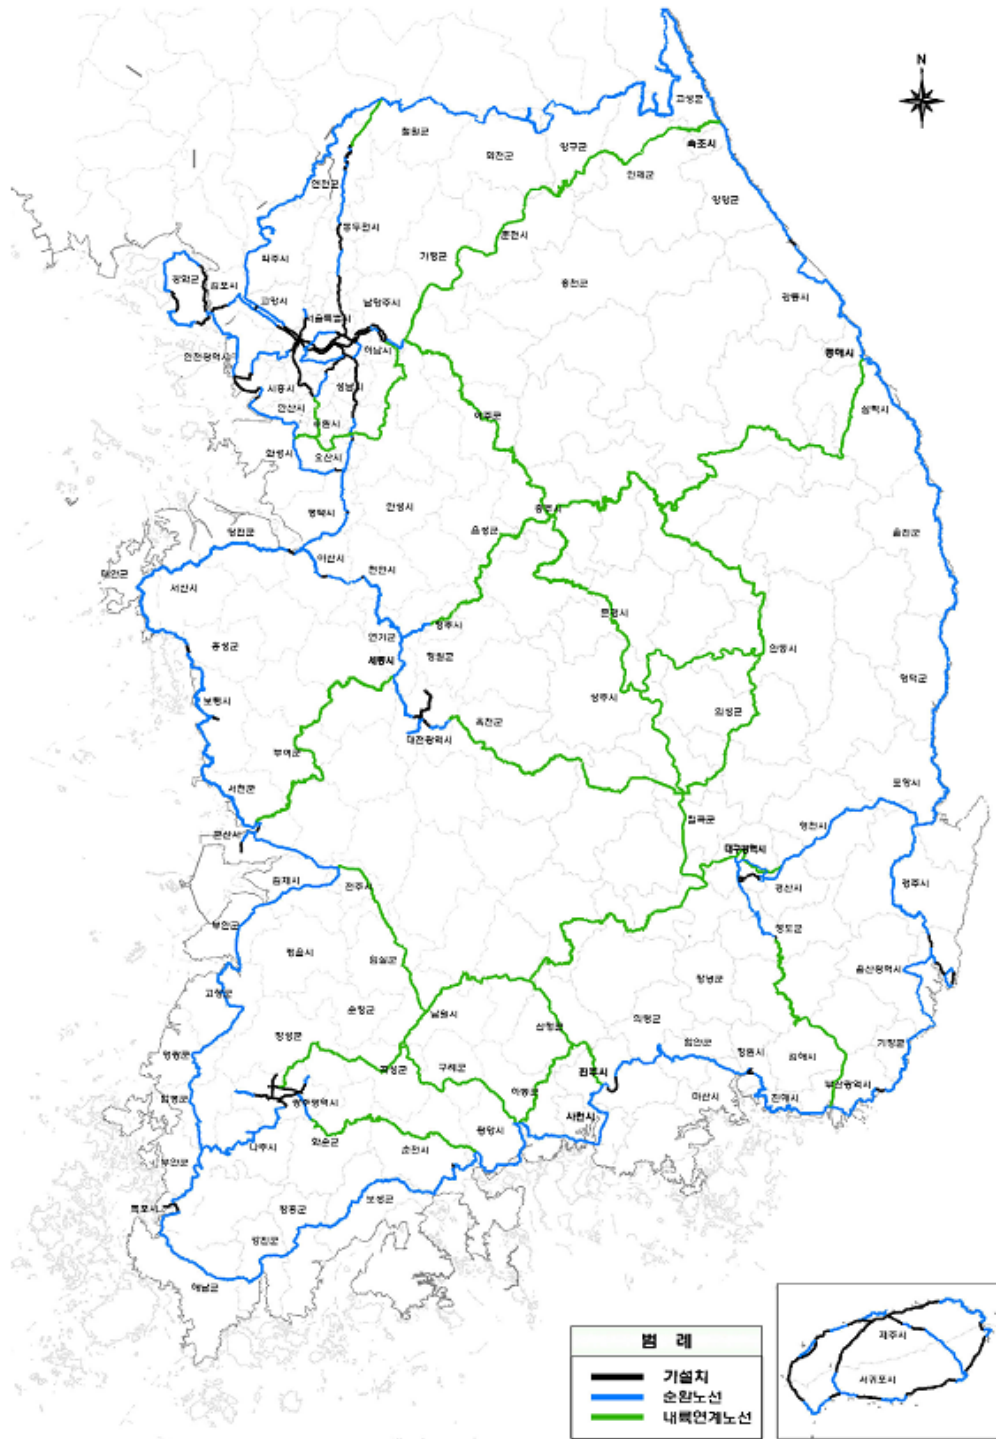 N
고성군
철원군
화천군
양구군
속초시
인제군
연천군
양양군
동두천시
춘천시
파주시
가평군
강화군
김포시
홍천군
고양시
남양주시
강릉시
서울특별시
인천광역시
하남시
동해시
시흥시
성남시
안산시
수원시
여주군
삼척시
화성시
오산시
평택시
안성시
충주시
당진군
음성군
울진군
아산시
천안시
태안군
서산시
문경시
연기군
청주시
홍성군
안동시
세종시
청원군
영덕군
보령시
상주시
의성군
옥천군
대전광역시
부여군
서천군
포항시
칠곡군
영천시
군산시
대구광역시
김제시
전주시
경산시
경주시
부안군
청도군
정읍시
임실군
울산광역시
고창군
창녕군
순창군
남원시
의령군
산청군
장성군
함안군
기장군
영광군
창원시
김해시
곡성군
구례군
진주시
함평군
하동군
부산광역시
광주광역시
마산시
진해시
사천시
광양시
화순군
나주시
순천시
무안군
보성군
목포시
장흥군
강진군
해남군
제주시
서귀포시
범 례
기설치
순환노선
내륙연계노선